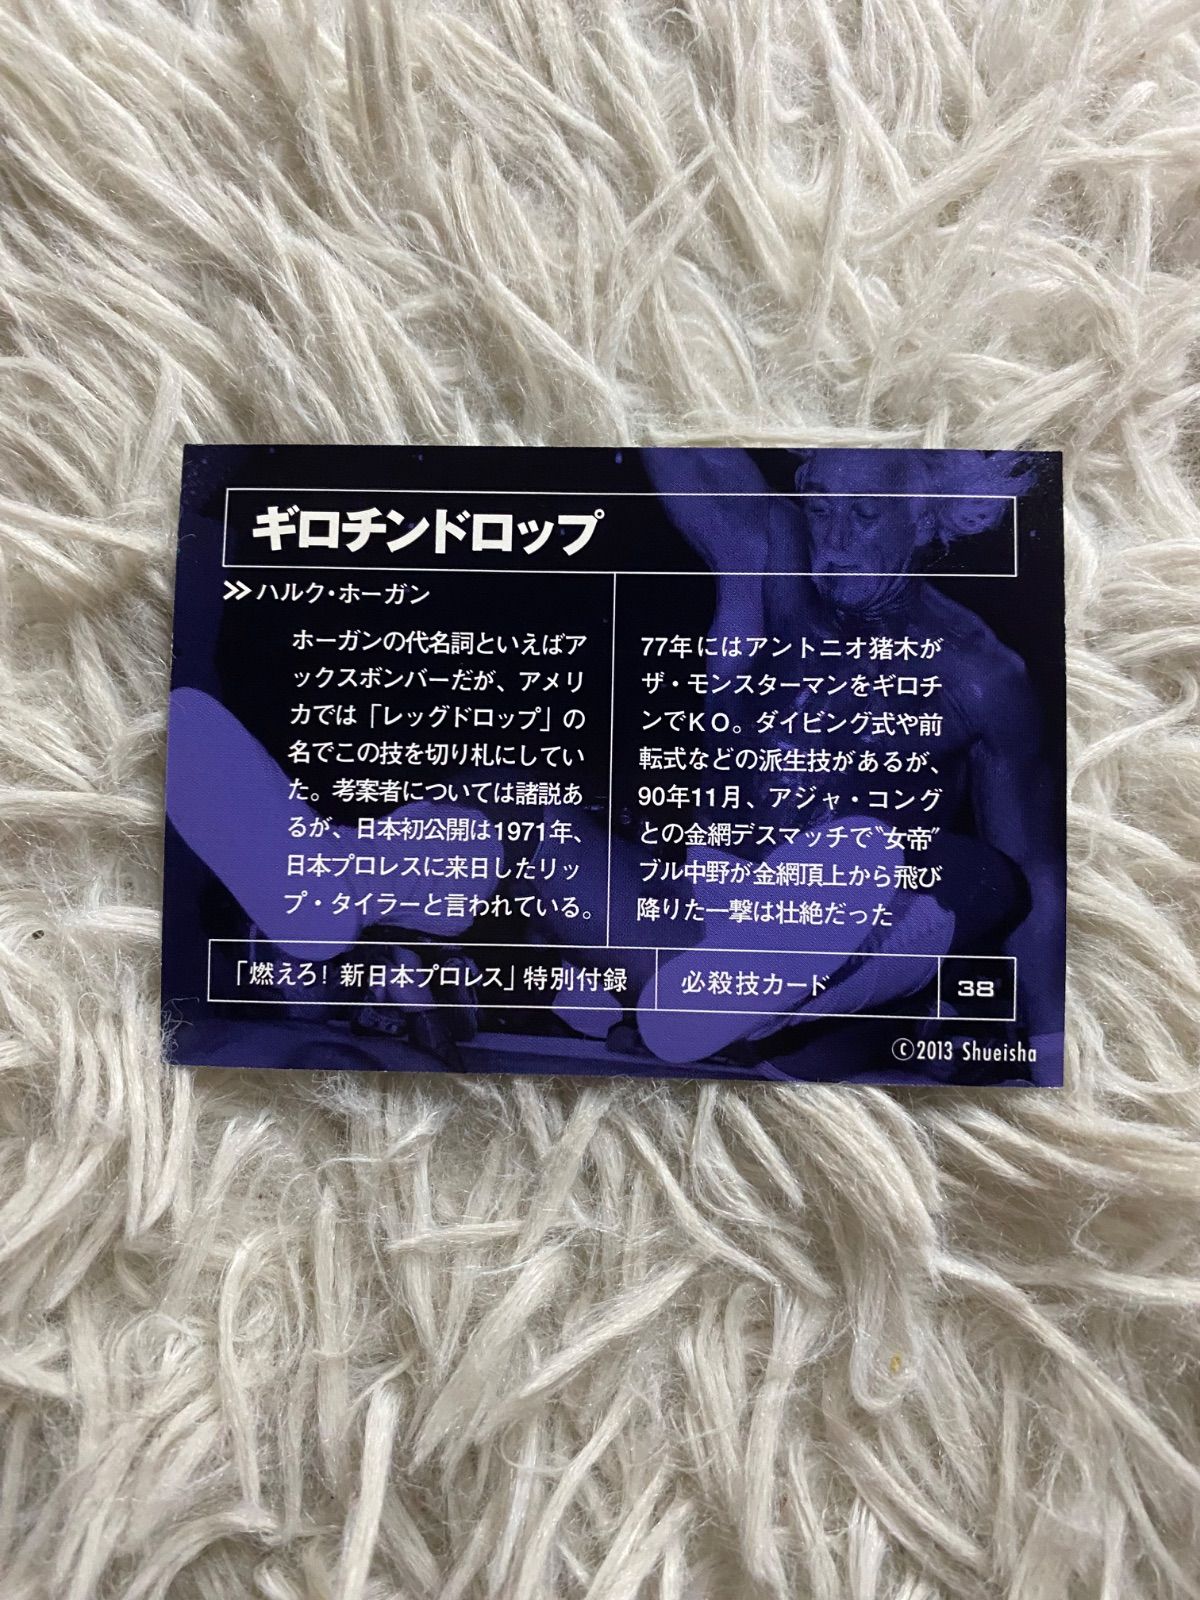 ギロチンドロップ
≫ハルク・ホーガン
ホーガンの代名詞といえばア
ックスボンバーだが、アメリ
カでは「レッグドロップ」の
名でこの技を切り札にしてい
た。考案者については諸説あ
るが、日本初公開は1971年、
日本プロレスに来日したリッ
プ・タイラーと言われている。
77年にはアントニオ猪木が
ザ・モンスターマンをギロチ
ンでKO。ダイビング式や前
転式などの派生技があるが、
90年11月、アジャ・コング
との金網デスマッチで〝女帝〟
ブル中野が金網頂上から飛び
降りた一撃は壮絶だった
「燃えろ！新日本プロレス」特別付録
必殺技カード
38
©2013 Shueisha